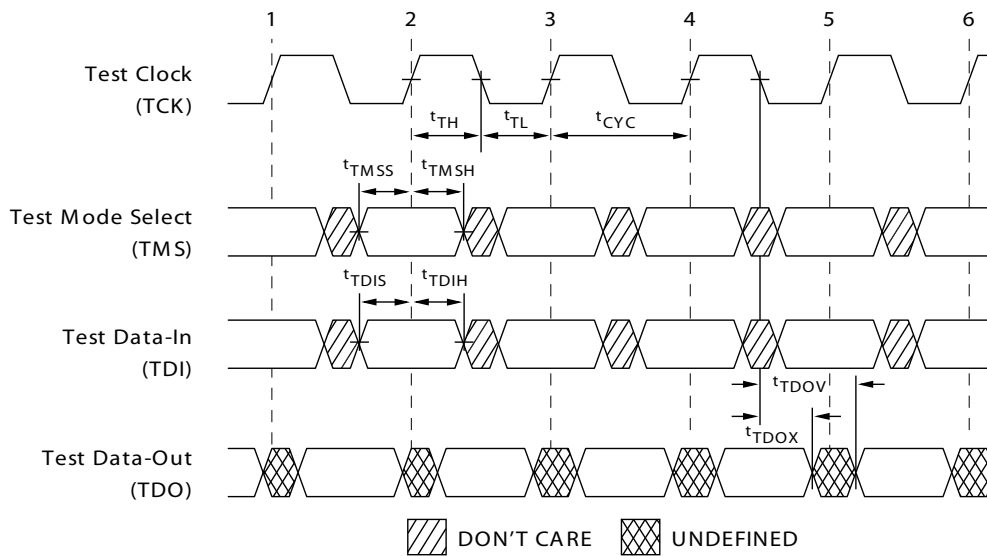 1 2 3 4 5 6
Test Clock
(TCK)
tTH tTL tCYC
tTMSS tTMSH
Test Mode Select
(TMS)
tTDIS tTDIH
Test Data-In
(TDI)
tTDOV
tTDOX
Test Data-Out
(TDO)
DON'T CARE UNDEFINED